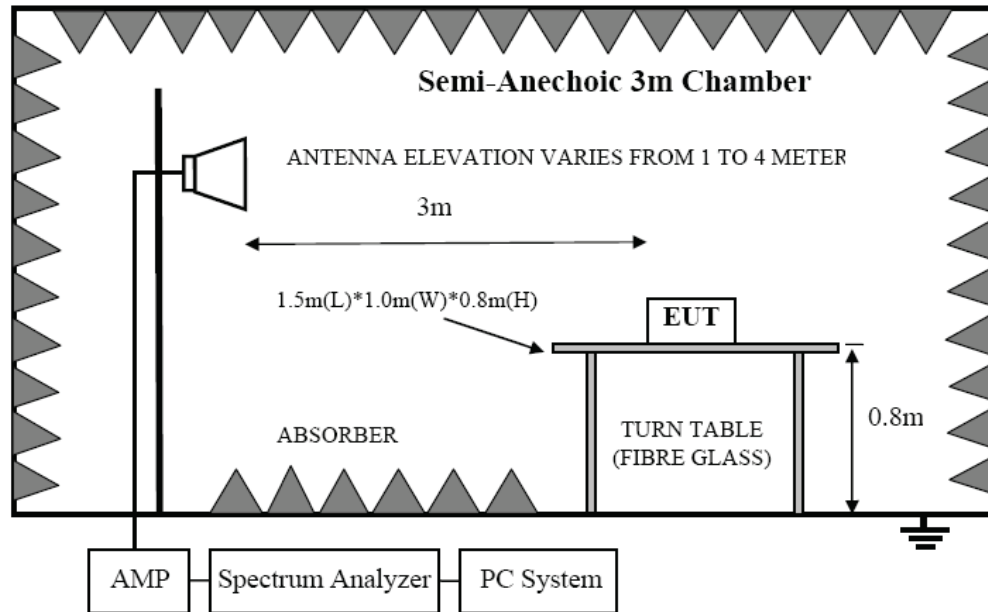 Semi-Anechoic 3m Chamber
ANTENNA ELEVATION VARIES FROM 1 TO 4 METER
3m
1.5m(L)*1.0m(W)*0.8m(H)
EUT
0.8m
ABSORBER
TURN TABLE
(FIBRE GLASS)
AMP
Spectrum Analyzer
PC System